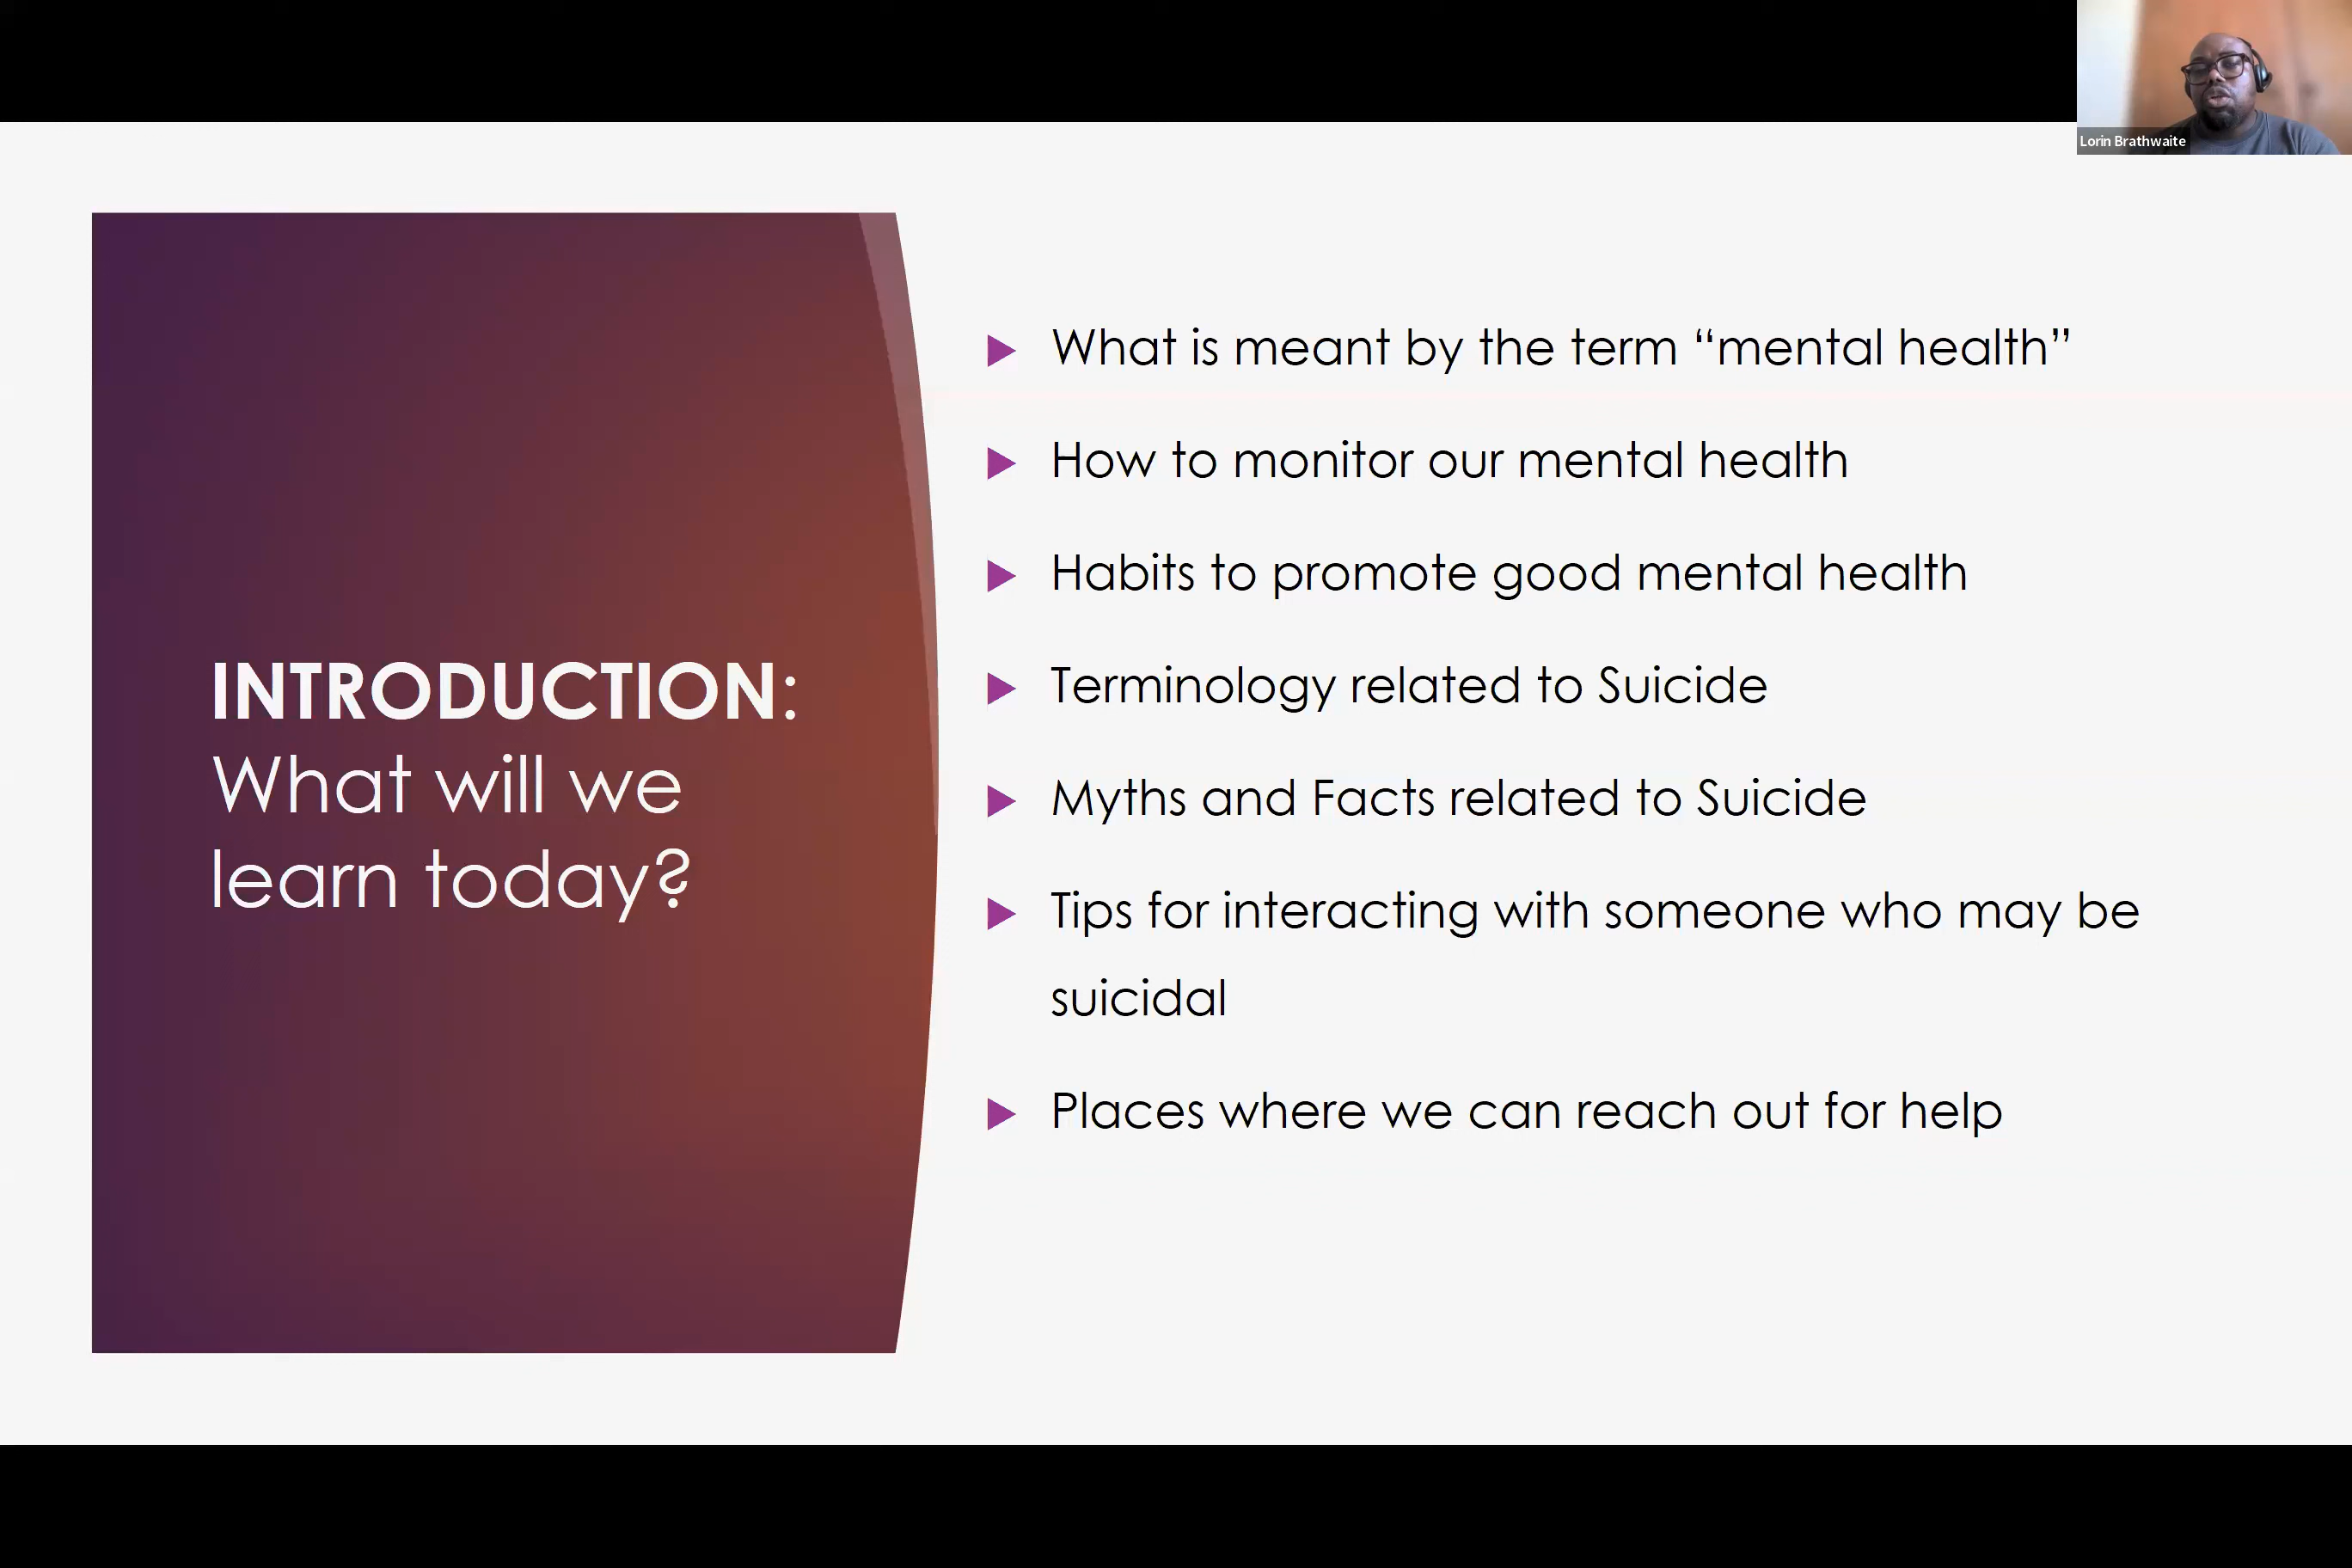 Lorin Brathwaite
INTRODUCTION:
What will we
learn today?
What is meant by the term “mental health”
How to monitor our mental health
Habits to promote good mental health
Terminology related to Suicide
Myths and Facts related to Suicide
Tips for interacting with someone who may be
suicidal
Places where we can reach out for help